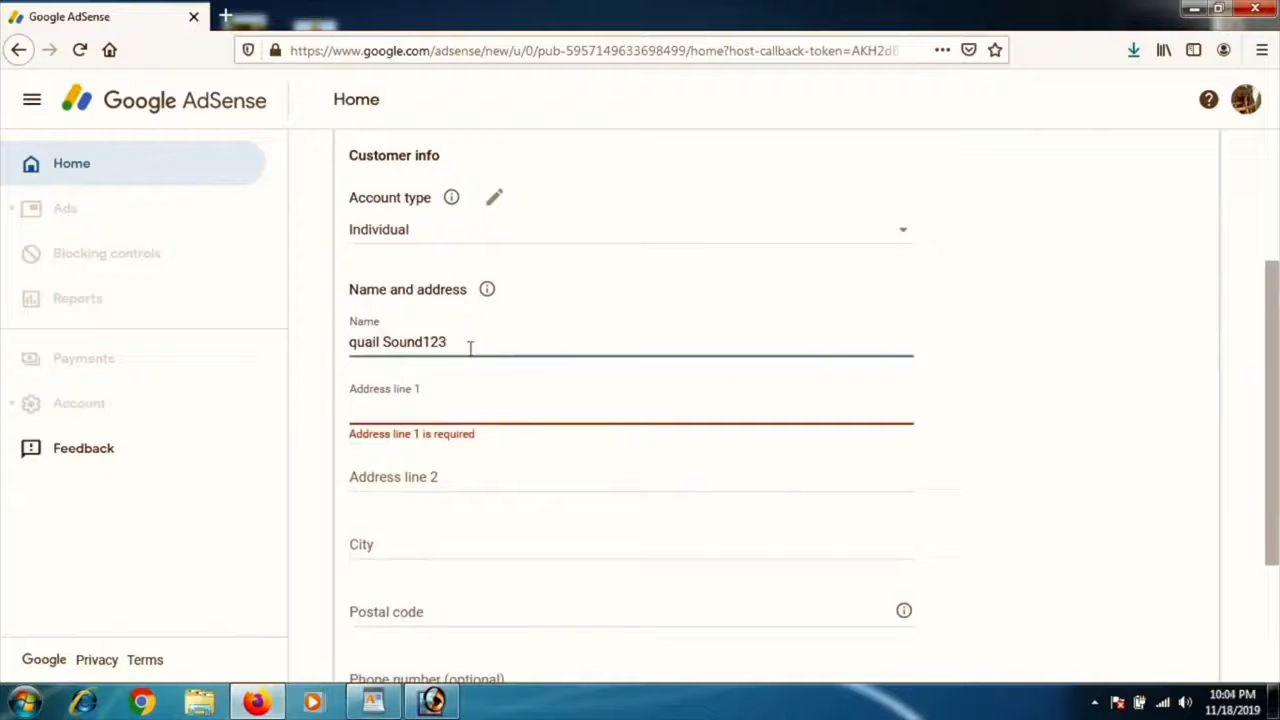 Google AdSense
https://www.google.com/adsense/new/u/0/pub-5957149633698499/home?host-callback-token=AKH2d
Google AdSense
Home
Customer info
Home
Account type
Ads
Individual
Blocking controls
Name and address
Reports
Name
quail Sound123
Payments
Address line 1
Account
Address line 1 is required
Feedback
Address line 2
City
Postal code
Google Privacy Terms
Phone number (optional)
10:04 PM
11/18/2019